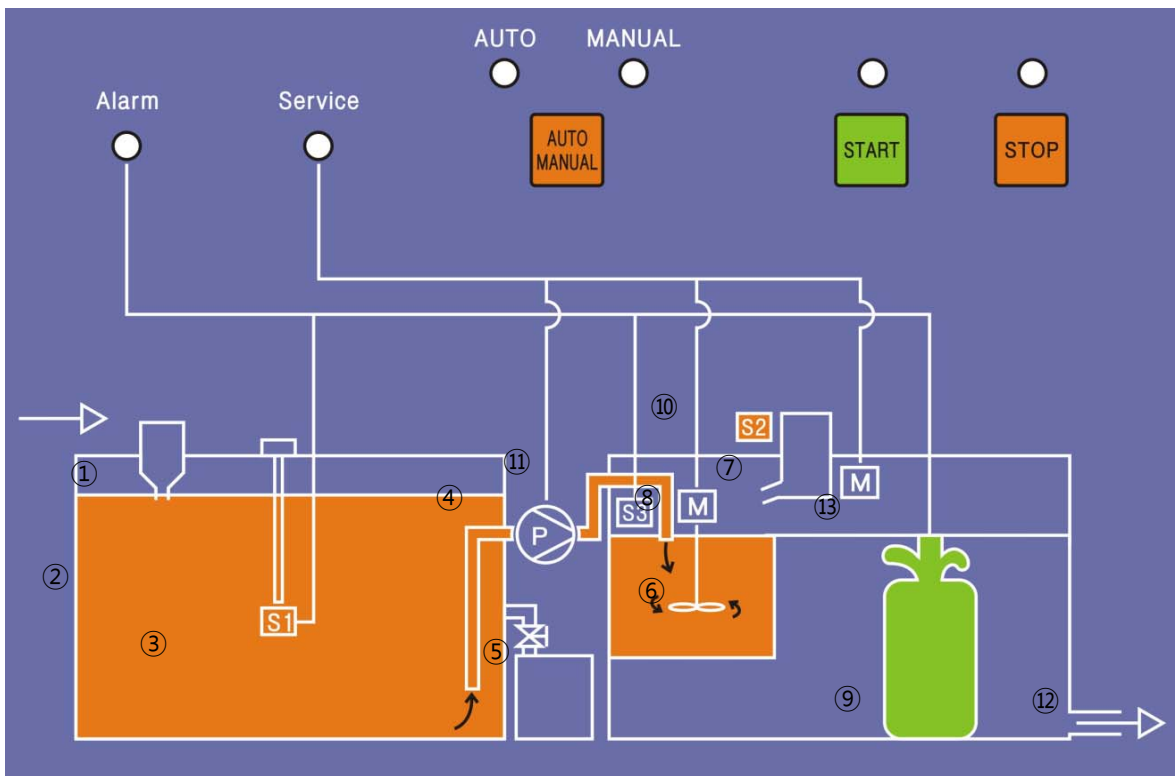 AUTO MANUAL
Alarm Service
AUTO
MANUAL
START
STOP
⑩
S2
⑪
⑦
①
④
⑧
M
S3
M
⑬
P
②
⑥
S1
③
⑤
⑨
⑫